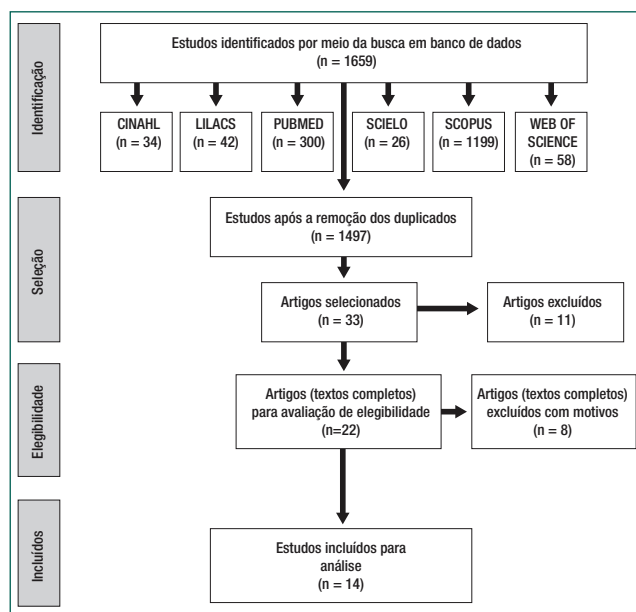 Identificação
Estudos identificados por meio da busca em banco de dados
(n = 1659)
CINAHL
(n = 34)
LILACS
(n = 42)
PUBMED
(n = 300)
SCIELO
(n = 26)
SCOPUS
(n = 1199)
WEB OF
SCIENCE
(n = 58)
Seleção
Estudos após a remoção dos duplicados
(n = 1497)
Artigos selecionados
(n = 33)
Artigos excluídos
(n = 11)
Elegibilidade
Artigos (textos completos)
para avaliação de elegibilidade
(n=22)
Artigos (textos completos)
excluídos com motivos
(n = 8)
Incluídos
Estudos incluídos para
análise
(n = 14)